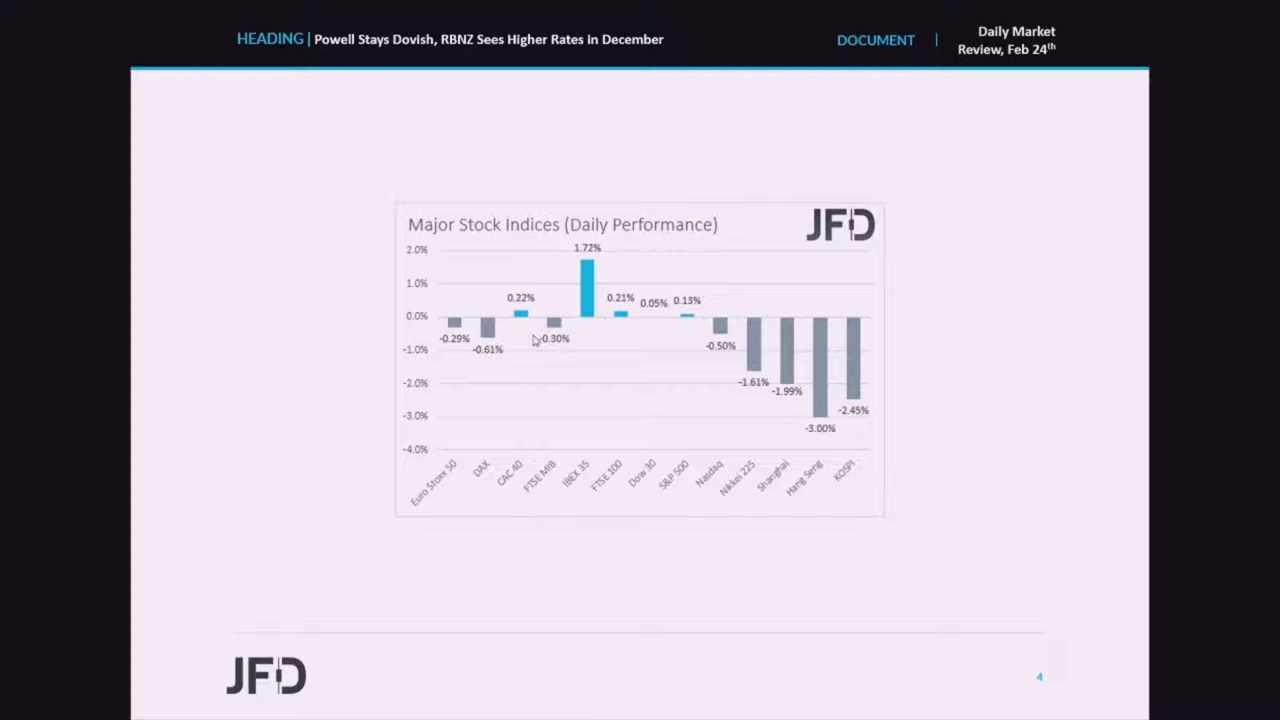 HEADING | Powell Stays Dovish, RBNZ Sees Higher Rates in December
DOCUMENT | Daily Market
Review, Feb 24th
Major Stock Indices (Daily Performance)
JFD
2.0%
1.0%
0.0%
-1.0%
-2.0%
-3.0%
-4.0%
-0.29%
-0.61%
0.22%
-0.30%
1.72%
0.21%
0.05%
0.13%
-0.50%
-1.61%
-1.99%
-3.00%
-2.45%
Euro Stoxx 50
DAX
CAC 40
FTSE MIB
IBEX 35
FTSE 100
Dow 30
S&P 500
Nasdaq
Nikkei 225
Shanghai
Hang Seng
KOSPI
JFD
4